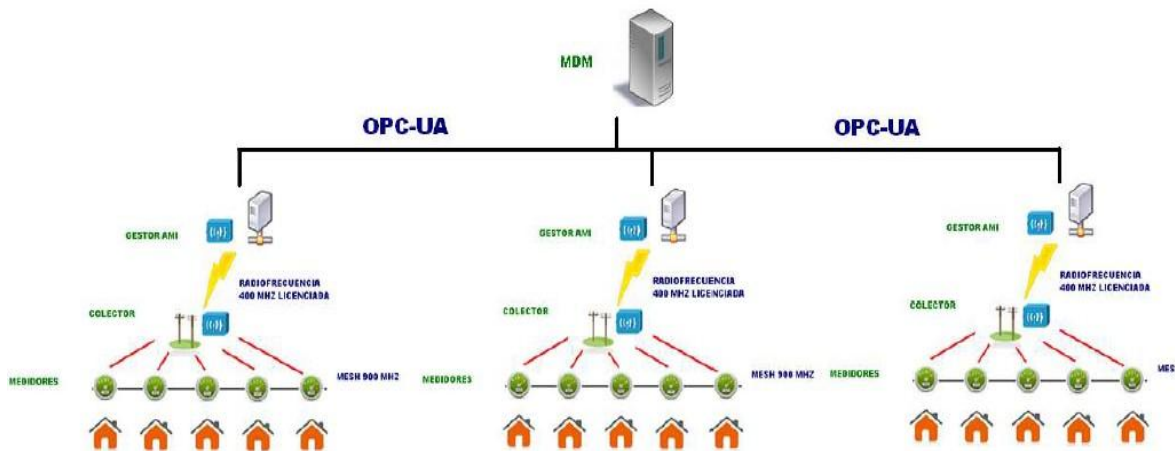 MDM
OPC-UA
OPC-UA
GESTOR AMI
RADIOFRECUENCIA
400 MHZ LICENCIADA
COLECTOR
MEDIDORES
MESH 900 MHZ
GESTOR AMI
RADIOFRECUENCIA
400 MHZ LICENCIADA
COLECTOR
MEDIDORES
MESH 900 MHZ
GESTOR AMI
RADIOFRECUENCIA
400 MHZ LICENCIADA
COLECTOR
MEDIDORES
MES